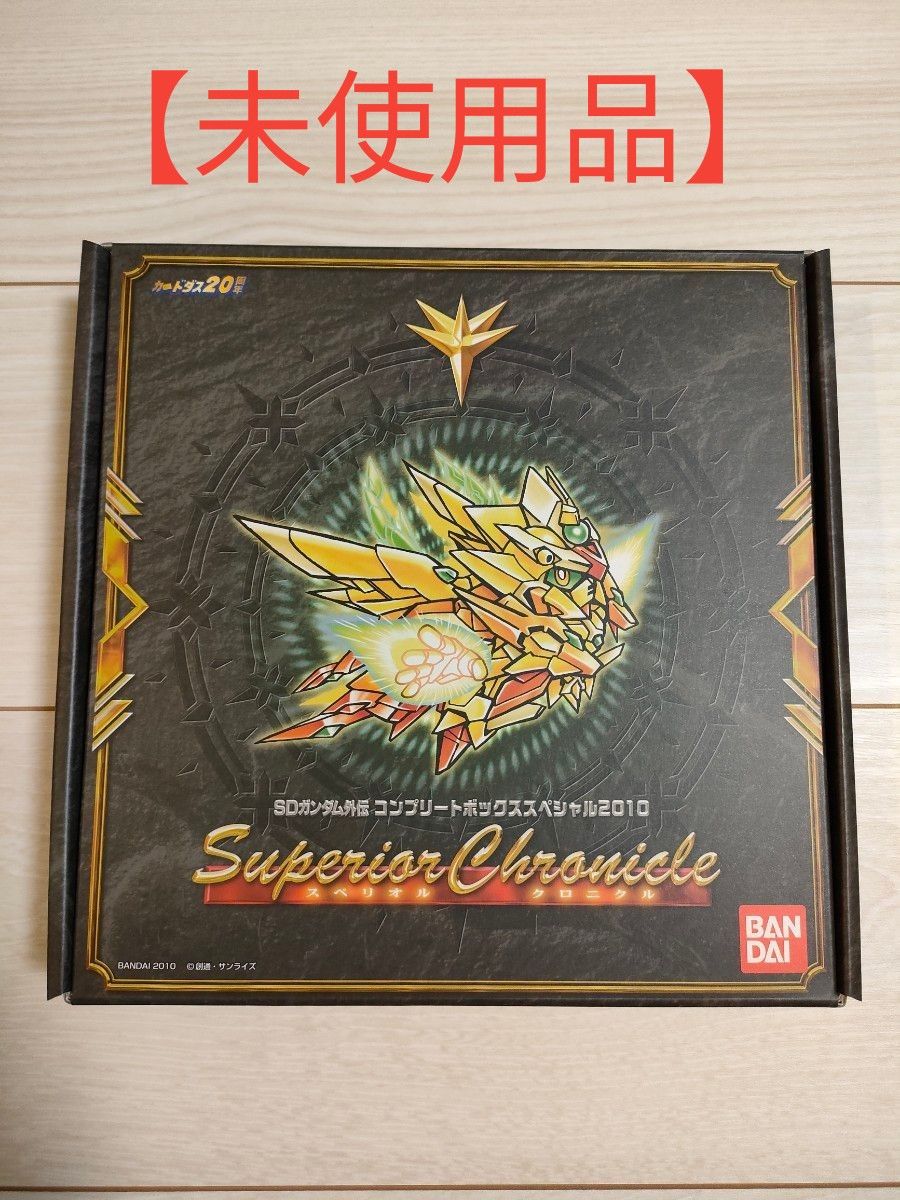 【未使用品】
カードダス20周年
SDガンダム外伝 コンプリートボックススペシャル2010
Superior Chronicle
スペリオル クロニクル
BANDAI 2010 ©創通・サンライズ
BAN
DAI